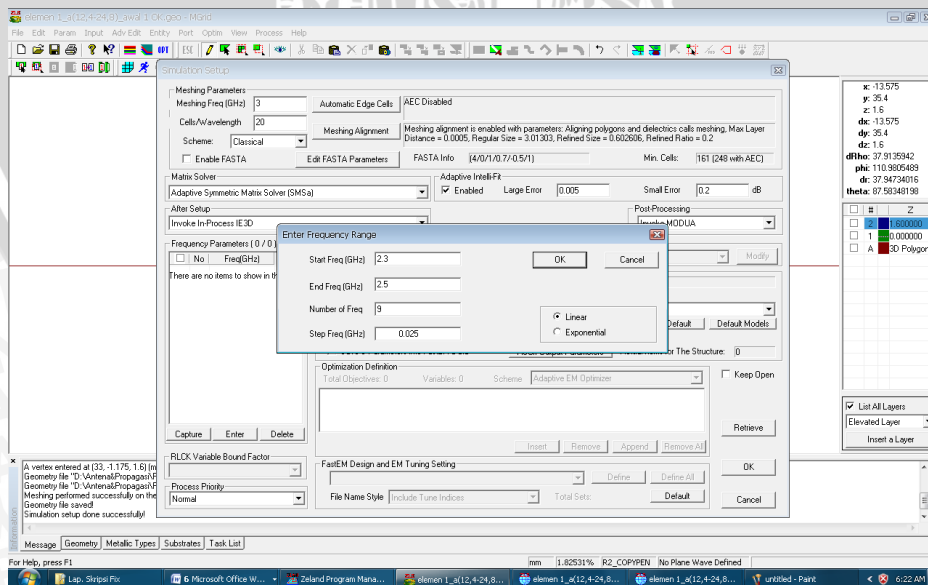 elemen 1_a(12,4-24,8)_awal 1 OK.geo - MGrid
File Edit Param Input Adv Edit Entity Port Optim View Process Help
Simulation Setup
Meshing Parameters
Meshing Freq (GHz) 3 Automatic Edge Cells AEC Disabled
Cells/Wavelength 20 Meshing Alignment Meshing alignment is enabled with parameters: Aligning polygons and dielectics calls meshing, Max Layer
Distance = 0.0005, Regular Size = 3.01303, Refined Size = 0.602606, Refined Ratio = 0.2
Scheme: Classical
Enable FASTA Edit FASTA Parameters FASTA Info (4/0/1/0.7/-0.5/1) Min. Cells: 161 (248 with AEC)
Matrix Solver
Adaptive Symmetric Matrix Solver (SMSa)
Adaptive Intelli-Fit
Enabled Large Error 0.005 Small Error 0.2 dB
After Setup
Invoke In-Process IE3D
Post-Processing
Invoke MODUA
Frequency Parameters ( 0 / 0 )
No Freq(GHz)
There are no items to show in th
Modify
Default Default Models
For The Structure: 0
Enter Frequency Range
Start Freq (GHz) 2.3 OK Cancel
End Freq (GHz) 2.5
Number of Freq 9
Step Freq (GHz) 0.025
Linear
Exponential
Optimization Definition
Total Objectives: 0 Variables: 0 Scheme Adaptive EM Optimizer
Keep Open
Insert Remove Append Remove All
Retrieve
Capture Enter Delete
RLCK Variable Bound Factor
Process Priority
Normal
FastEM Design and EM Tuning Setting
Define Define All
File Name Style Include Tune Indices Total Sets: Default
OK
Cancel
x: -13.575
y: 35.4
z: 1.6
dx: -13.575
dy: 35.4
dz: 1.6
dRho: 37.9135942
phi: 110.9805489
dr: 37.94734016
theta: 87.58348198
# Z
2 1.600000
1 0.000000
A 3D Polygon
List All Layers
Elevated Layer
Insert a Layer
A vertex entered at (33, -1.175, 1.6) (m
Geometry file "D:\Antena&Propagasi\F
Geometry file "D:\Antena&Propagasi\F
Meshing performed successfully on the
Geometry file saved!
Simulation setup done successfully!
Information
Message Geometry Metallic Types Substrates Task List
For Help, press F1 mm 1.82531% R2_COPYPEN No Plane Wave Defined
Lap. Skripsi Fix 6 Microsoft Office W... Zeland Program Mana... elemen 1_a(12,4-24,8... elemen 1_a(12,4-24,8... elemen 1_a(12,4-24,8... untitled - Paint 6:22 AM